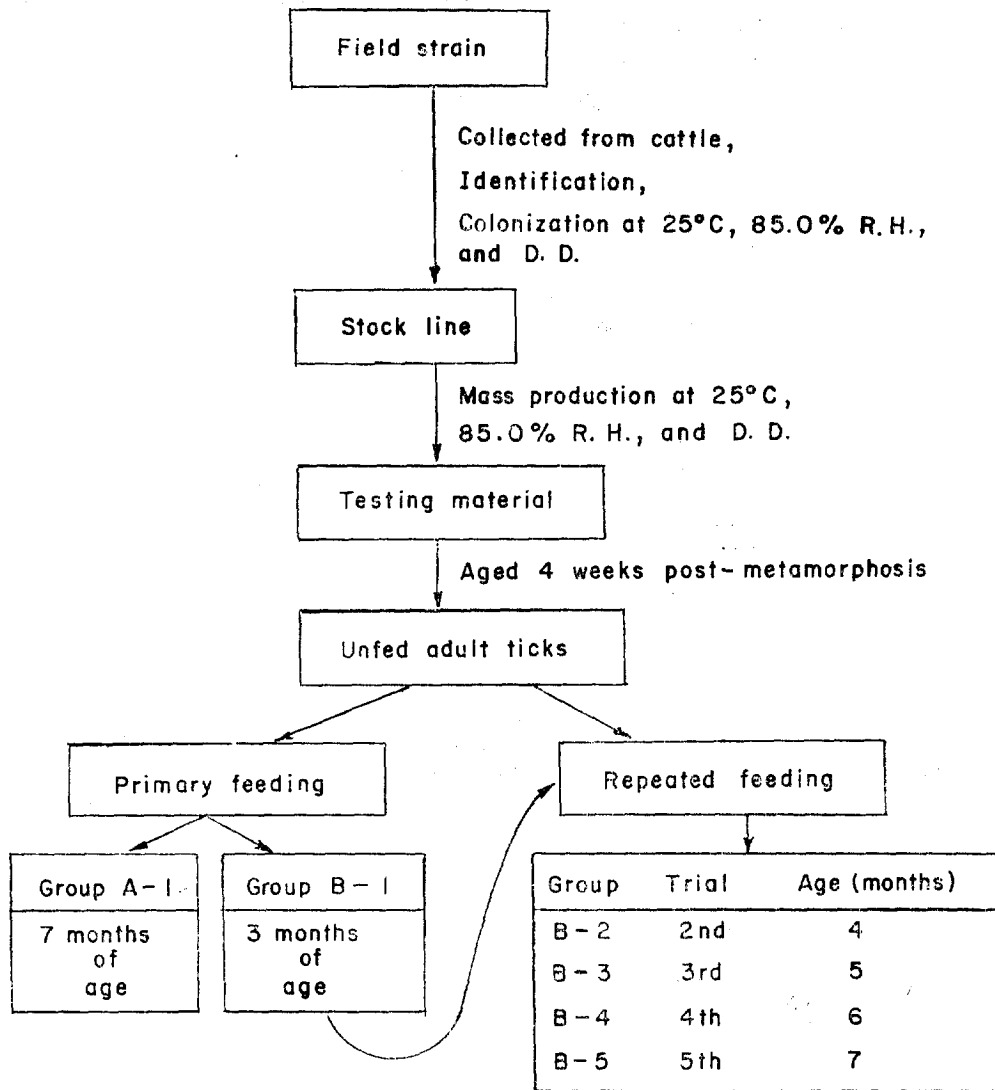 Field strain
Collected from cattle,
Identification,
Colonization at 25°C, 85.0% R.H.,
and D. D.
Stock line
Mass production at 25°C,
85.0% R. H., and D. D.
Testing material
Aged 4 weeks post-metamorphosis
Unfed adult ticks
Primary feeding
Repeated feeding
Group A-1
7 months
of
age
Group B-1
3 months
of
age
Group Trial Age (months)
B-2 2nd 4
B-3 3rd 5
B-4 4th 6
B-5 5th 7